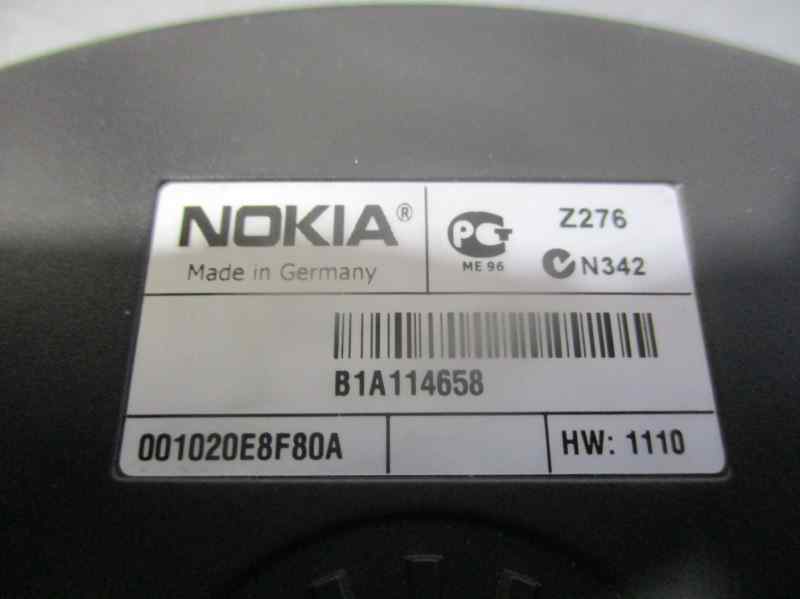 NOKIA®
Made in Germany
PCT
ME 96
Z276
N342
B1A114658
001020E8F80A
HW: 1110